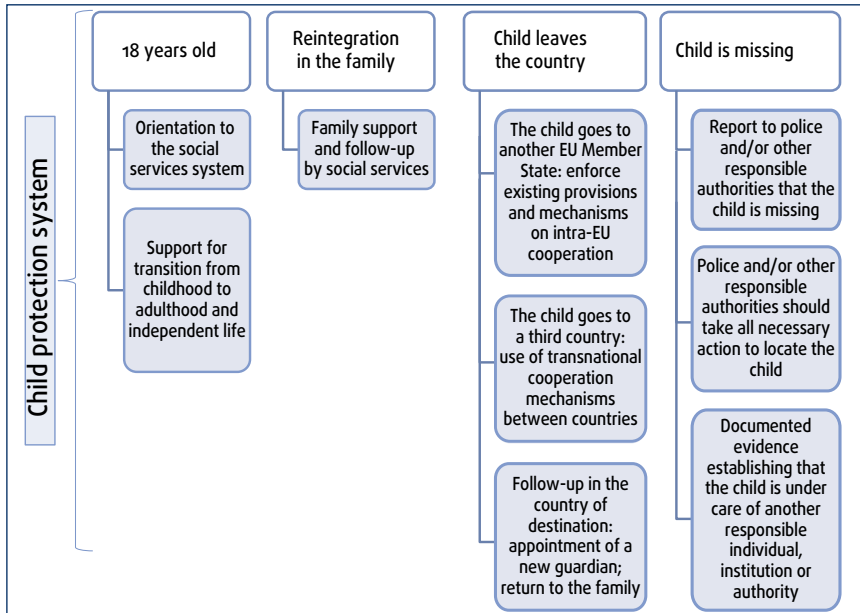 Child protection system
18 years old
Orientation to
the social
services system
Support for
transition from
childhood to
adulthood and
independent life
Reintegration
in the family
Family support
and follow-up
by social services
Child leaves
the country
The child goes to
another EU Member
State: enforce
existing provisions
and mechanisms
on intra-EU
cooperation
The child goes to
a third country:
use of transnational
cooperation
mechanisms
between countries
Follow-up in the
country of
destination:
appointment of a
new guardian;
return to the family
Child is missing
Report to police
and/or other
responsible
authorities that the
child is missing
Police and/or other
responsible
authorities should
take all necessary
action to locate the
child
Documented
evidence
establishing that
the child is under
care of another
responsible
individual,
institution or
authority